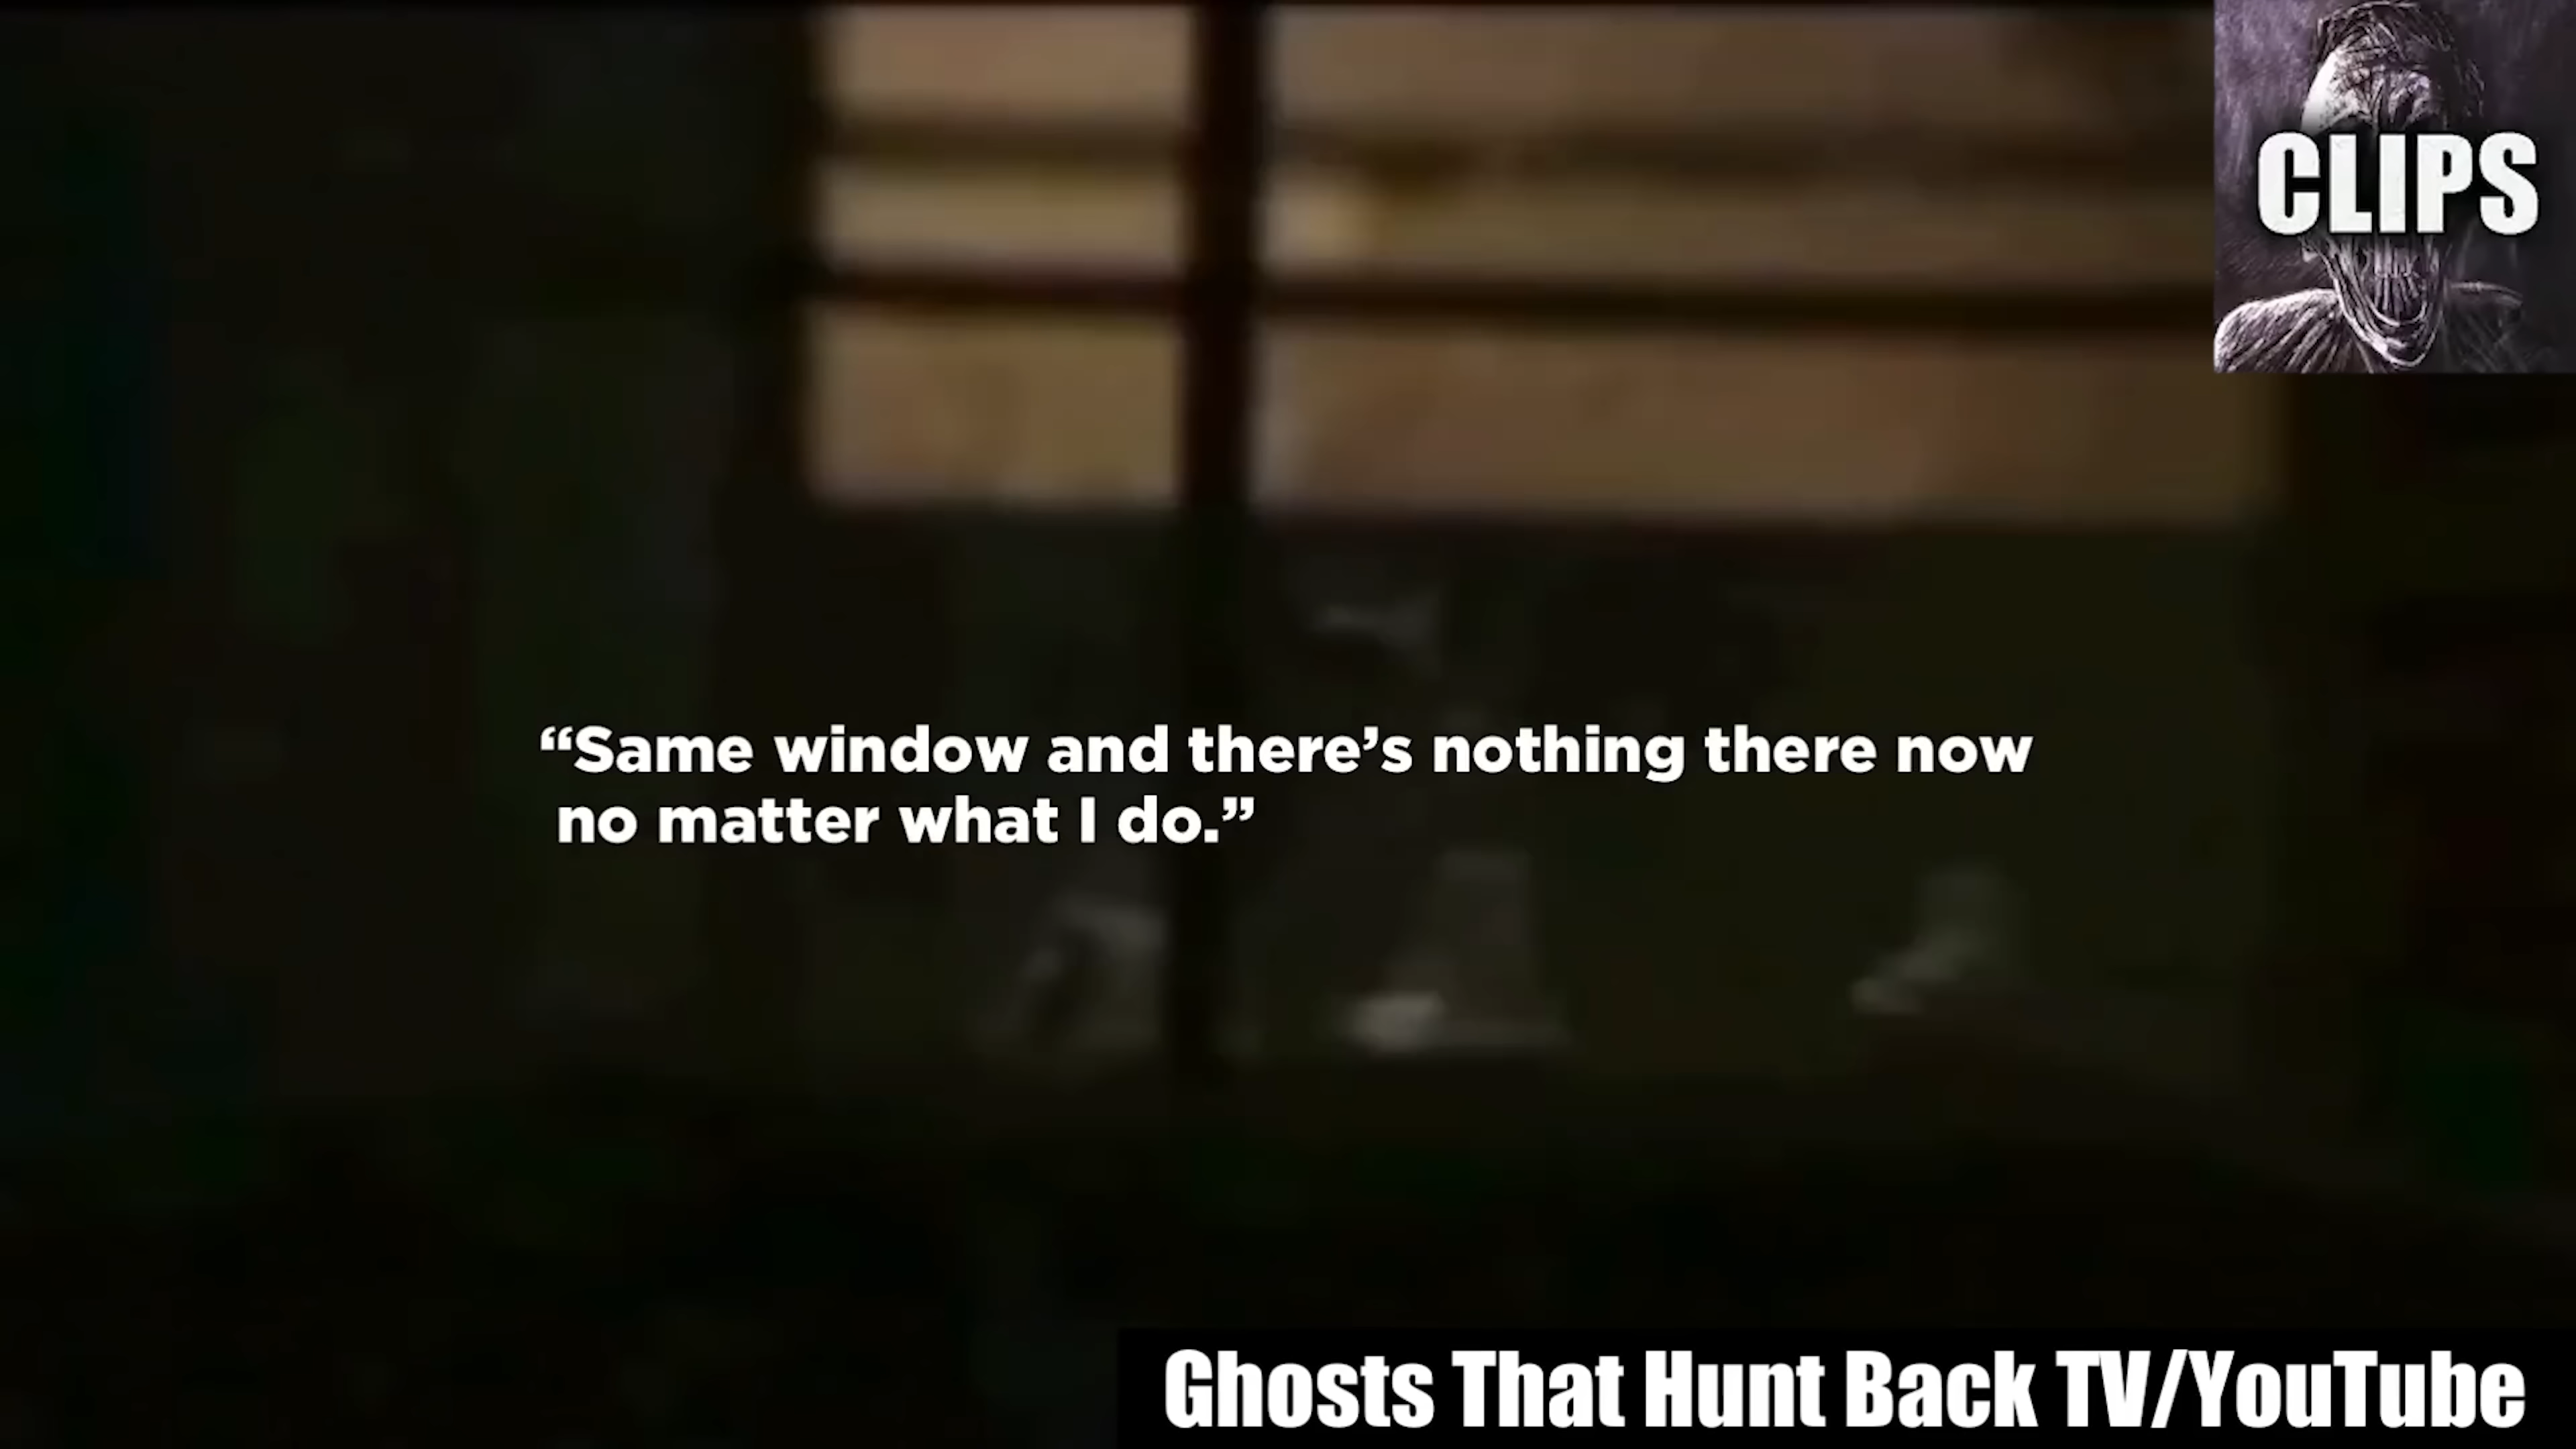 CLIPS
“Same window and there’s nothing there now
no matter what I do.”
Ghosts That Hunt Back TV/YouTube